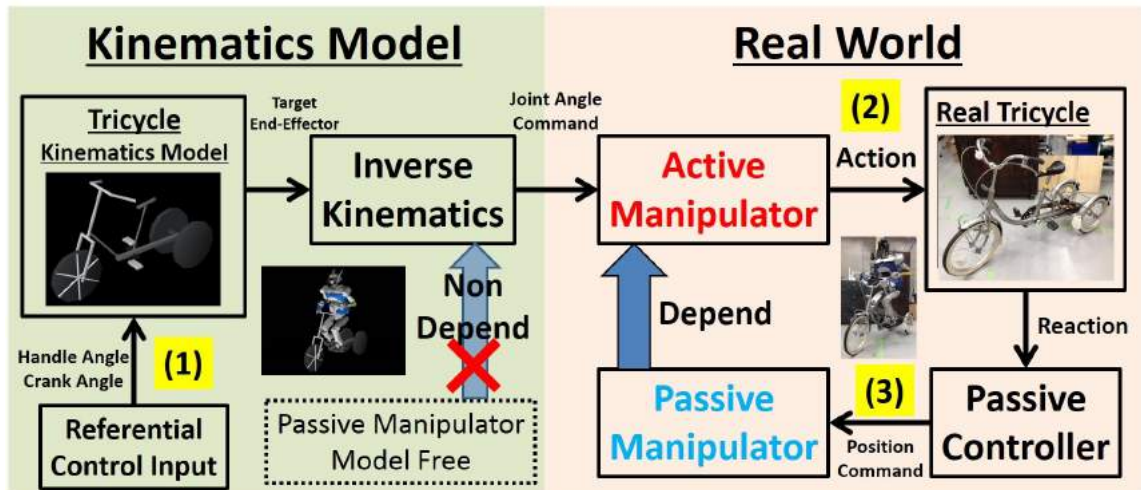 Kinematics Model
Real World
Tricycle
Kinematics Model
Target
End-Effector
Inverse
Kinematics
Joint Angle
Command
Active
Manipulator
(2)
Action
Real Tricycle
Non
Depend
Depend
Reaction
Handle Angle
Crank Angle
(1)
Referential
Control Input
Passive Manipulator
Model Free
Passive
Manipulator
(3)
Position
Command
Passive
Controller